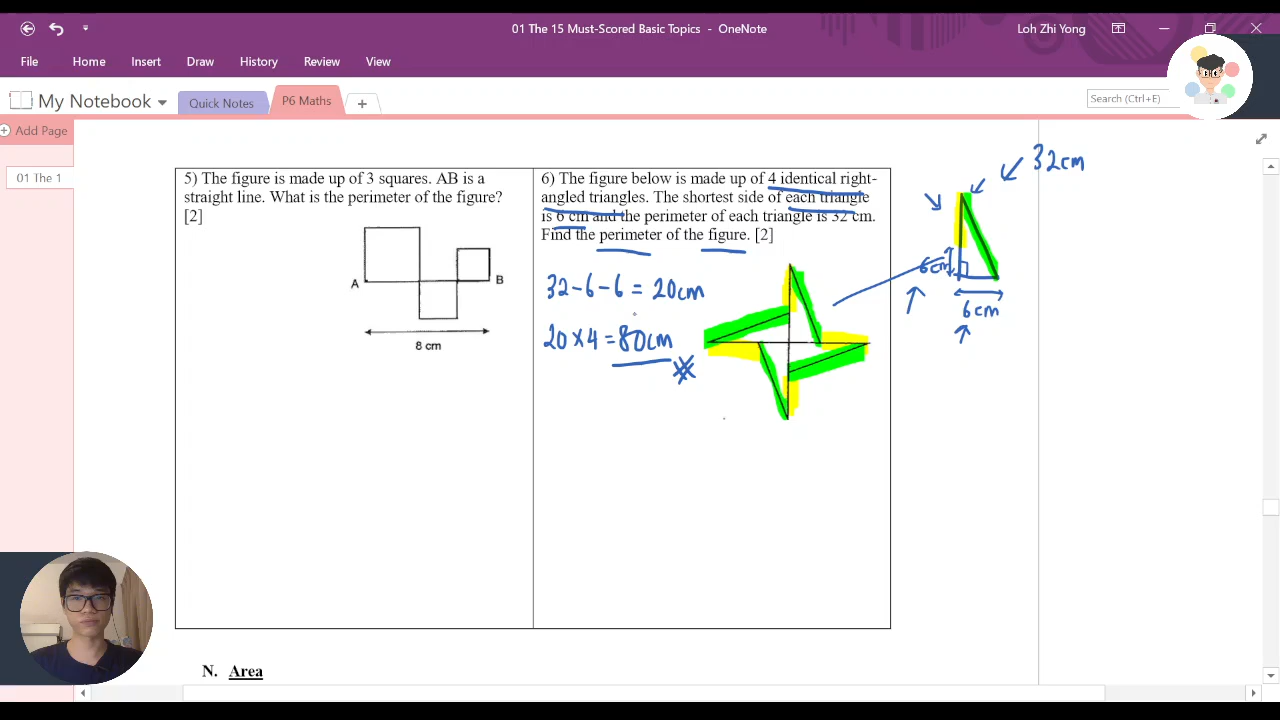 01 The 15 Must-Scored Basic Topics - OneNote
Loh Zhi Yong
File Home Insert Draw History Review View
My Notebook
Quick Notes
P6 Maths
Search (Ctrl+E)
Add Page
01 The 1
5) The figure is made up of 3 squares. AB is a
straight line. What is the perimeter of the figure?
[2]
A
B
8 cm
6) The figure below is made up of 4 identical right-
angled triangles. The shortest side of each triangle
is 6 cm and the perimeter of each triangle is 32 cm.
Find the perimeter of the figure. [2]
32-6-6 = 20cm
20 x 4 = 80cm
32cm
6cm
6cm
N. Area